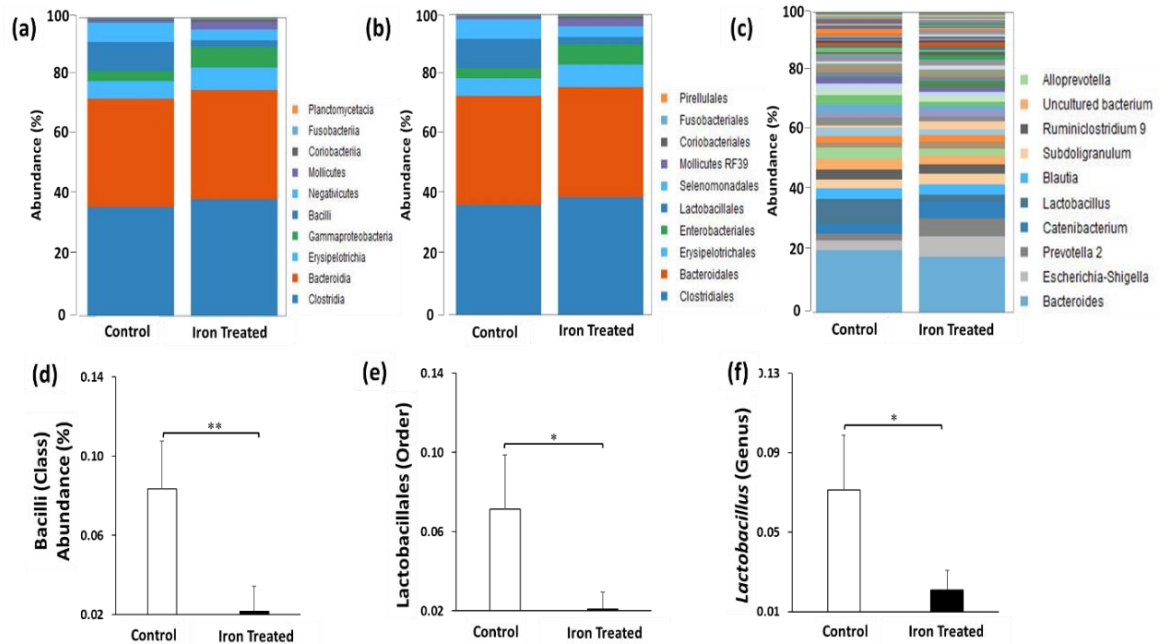 (a)
Abundance (%)
100
80
60
40
20
0
Control
Iron Treated
Planctomycetacia
Fusobacteriia
Coriobacteriia
Mollicutes
Negativicutes
Bacilli
Gammaproteobacteria
Erysipelotrichia
Bacteroidia
Clostridia
(b)
Abundance (%)
100
80
60
40
20
0
Control
Iron Treated
Pirellulales
Fusobacteriales
Coriobacteriales
Mollicutes RF39
Selenomonadales
Lactobacillales
Enterobacteriales
Erysipelotrichales
Bacteroidales
Clostridiales
(c)
Abundance (%)
100
80
60
40
20
0
Control
Iron Treated
Alloprevotella
Uncultured bacterium
Ruminiclostridium 9
Subdoligranulum
Blautia
Lactobacillus
Catenibacterium
Prevotella 2
Escherichia-Shigella
Bacteroides
(d)
Bacilli (Class)
Abundance (%)
0.14
0.10
0.06
0.02
**
Control
Iron Treated
(e)
Lactobacillales (Order)
0.14
0.10
0.06
0.02
*
Control
Iron Treated
(f)
Lactobacillus (Genus)
0.13
0.09
0.05
0.01
*
Control
Iron Treated